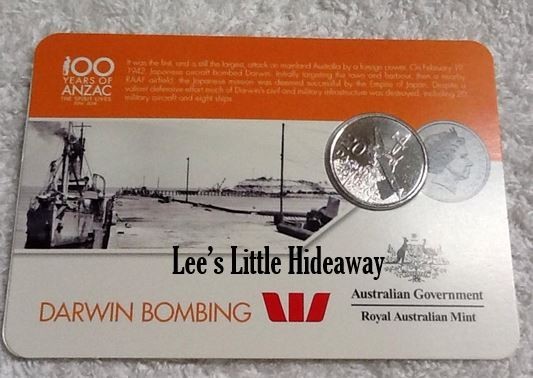 100
YEARS OF
ANZAC
THE SPIRIT LIVES
2014 - 2018
It was the first, and is still the largest, attack on mainland Australia by a foreign power. On February 19
1942, Japanese aircraft Bombed Darwin. Initially targeting the town and harbour, then a nearby
RAAF airfield, the Japanese mission was deemed successful by the Empire of Japan. Despite a
valiant defensive effort much of Darwin's civil and military infrastructure was destroyed, including 20
military aircraft and eight ships.
20
Lee's Little Hideaway
DARWIN BOMBING
Australian Government
Royal Australian Mint